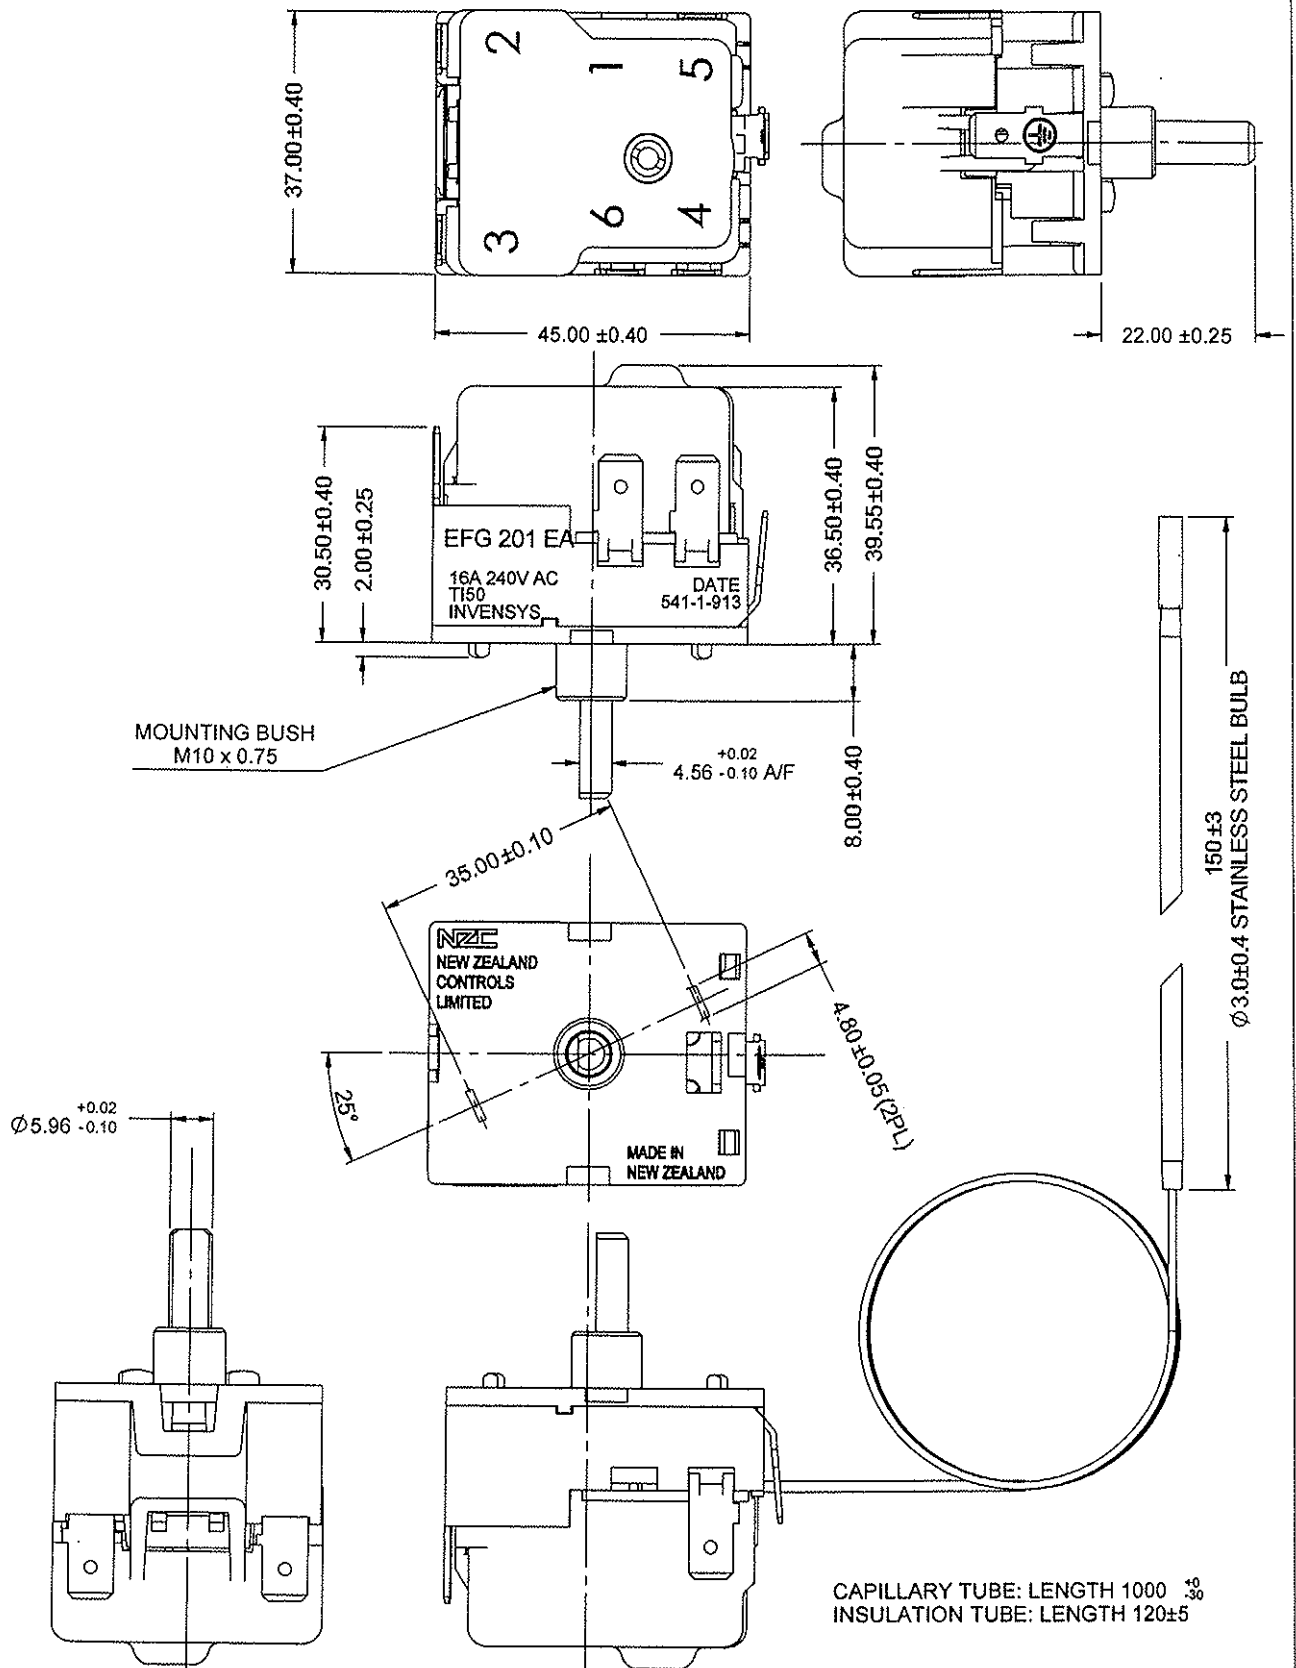 37.00±0.40
2
1
5
3
6
4
45.00 ±0.40
22.00 ±0.25
30.50±0.40
2.00±0.25
EFG 201 EA
16A 240V AC
TI50
INVENSYS
DATE
541-1-913
36.50±0.40
39.55±0.40
MOUNTING BUSH
M10 x 0.75
4.56 +0.02 -0.10 A/F
8.00±0.40
35.00±0.10
150±3
Ø3.0±0.4 STAINLESS STEEL BULB
NZC
NEW ZEALAND
CONTROLS
LIMITED
4.80±0.05(2PL)
25°
MADE IN
NEW ZEALAND
Ø5.96 +0.02 -0.10
CAPILLARY TUBE: LENGTH 1000 +0 -30
INSULATION TUBE: LENGTH 120±5